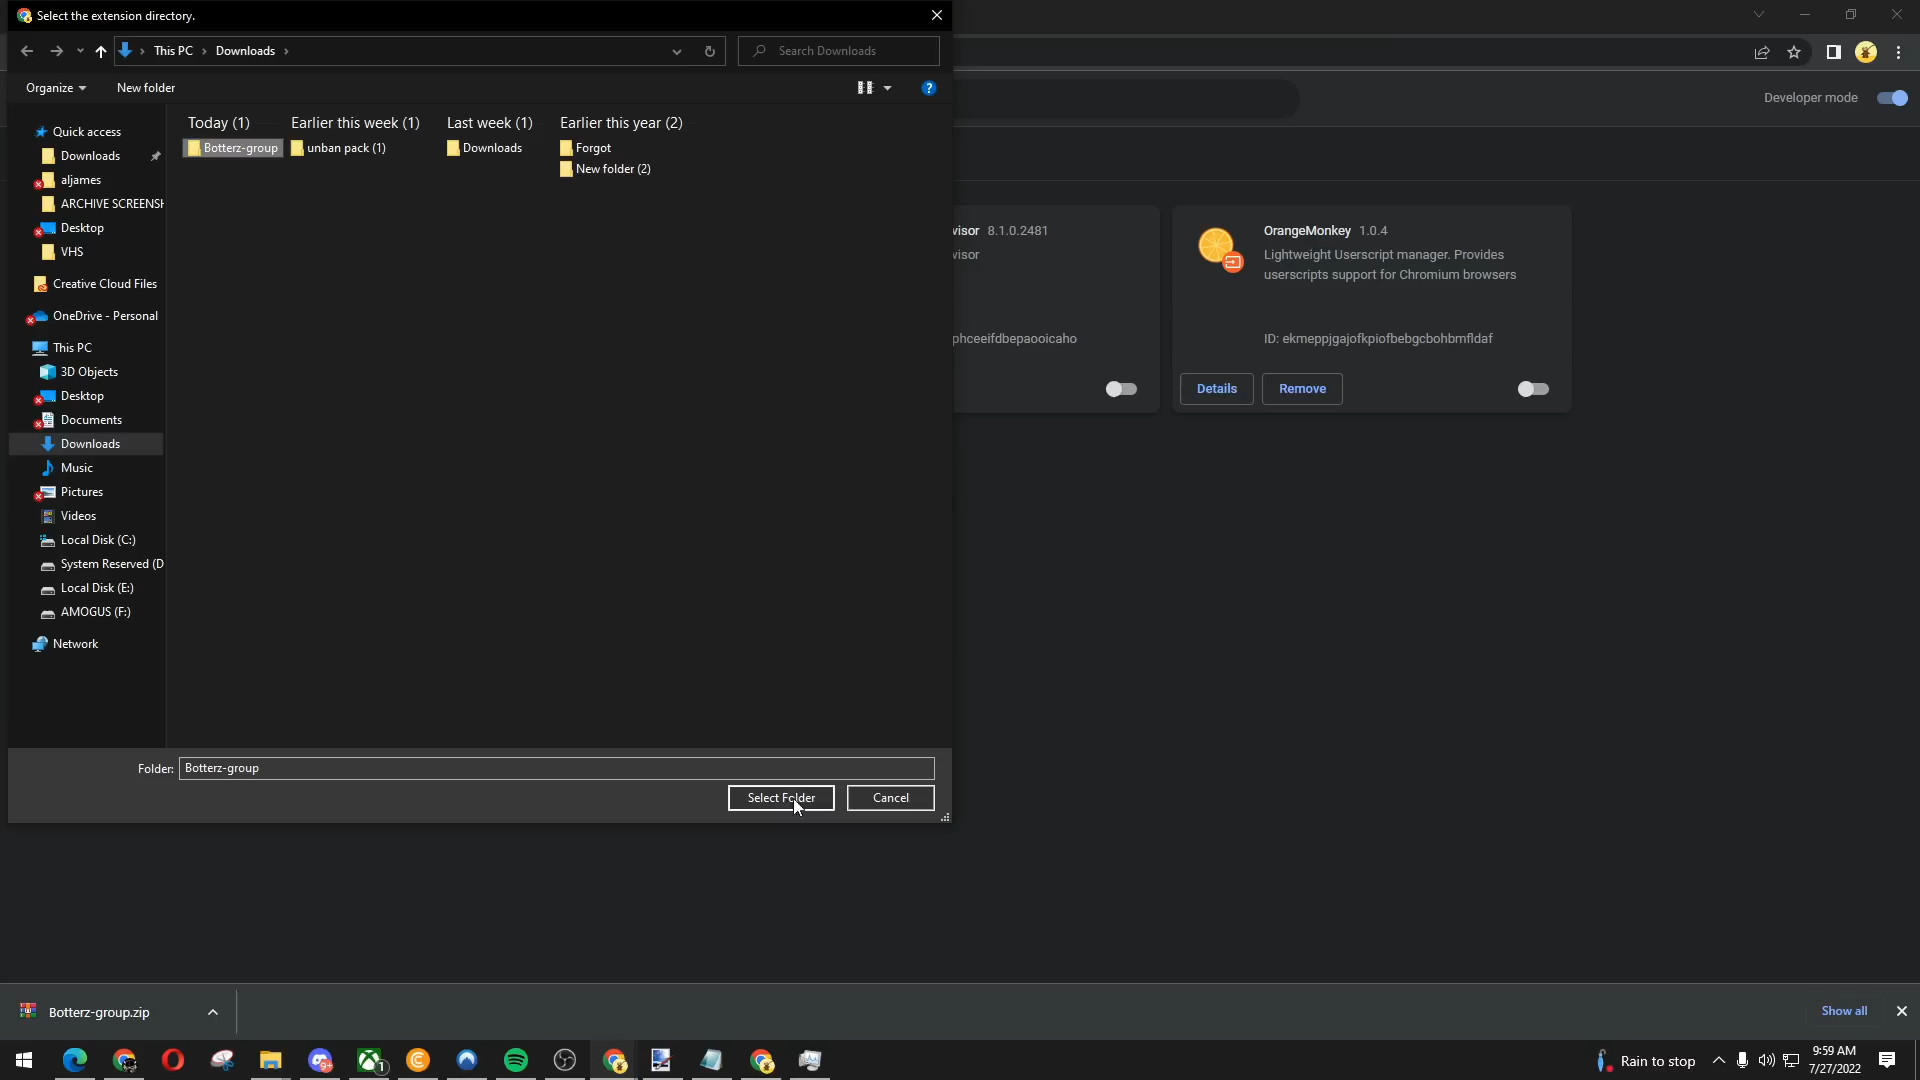 Select the extension directory.
This PC
Downloads
Search Downloads
Organize
New folder
?
Developer mode
Quick access
Downloads
aljames
ARCHIVE SCREENSH
Desktop
VHS
Creative Cloud Files
OneDrive - Personal
This PC
3D Objects
Desktop
Documents
Downloads
Music
Pictures
Videos
Local Disk (C:)
System Reserved (D
Local Disk (E:)
AMOGUS (F:)
Network
Today (1)
Botterz-group
Earlier this week (1)
unban pack (1)
Last week (1)
Downloads
Earlier this year (2)
Forgot
New folder (2)
visor 8.1.0.2481
visor
phceeifdbepaooicaho
OrangeMonkey 1.0.4
Lightweight Userscript manager. Provides
userscripts support for Chromium browsers
ID: ekmeppjgajofkpiofbebgcbohbmfldaf
Details
Remove
Folder: Botterz-group
Select Folder
Cancel
Botterz-group.zip
Show all
9+
1
Rain to stop
9:59 AM
7/27/2022